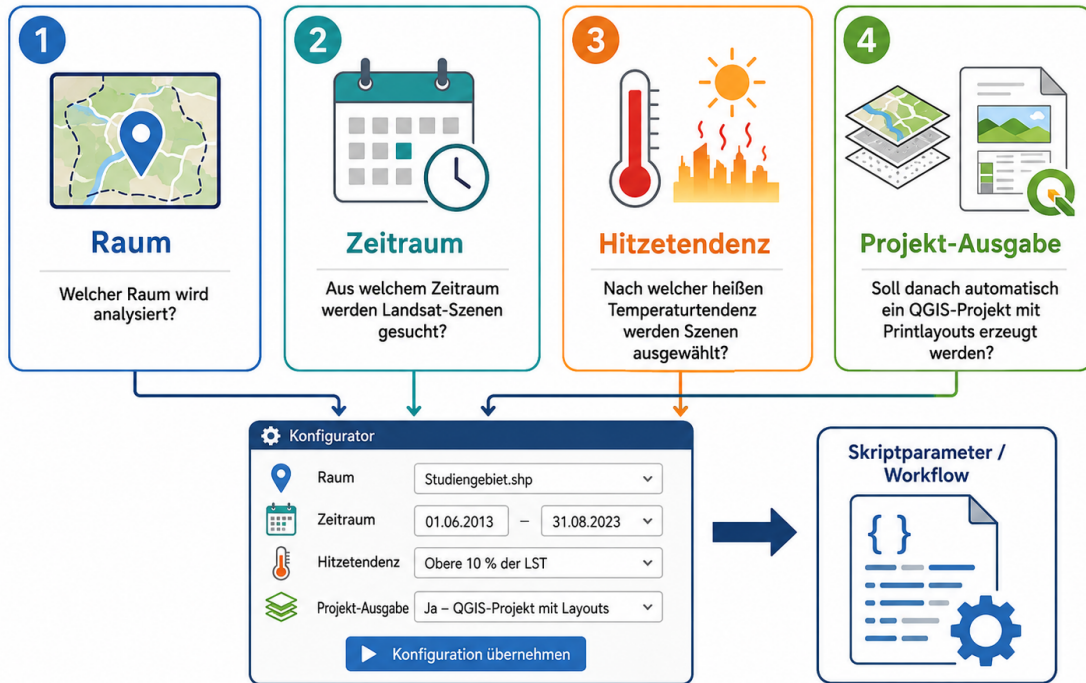 1
Raum
Welcher Raum wird
analysiert?
2
Zeitraum
Aus welchem Zeitraum
werden Landsat-Szenen
gesucht?
3
Hitzetendenz
Nach welcher heißen
Temperaturtendenz
werden Szenen
ausgewählt?
4
Projekt-Ausgabe
Soll danach automatisch
ein QGIS-Projekt mit
Printlayouts erzeugt
werden?
Konfigurator
Raum Studiengebiet.shp
Zeitraum 01.06.2013 – 31.08.2023
Hitzetendenz Obere 10 % der LST
Projekt-Ausgabe Ja – QGIS-Projekt mit Layouts
Konfiguration übernehmen
Skriptparameter /
Workflow
{ }